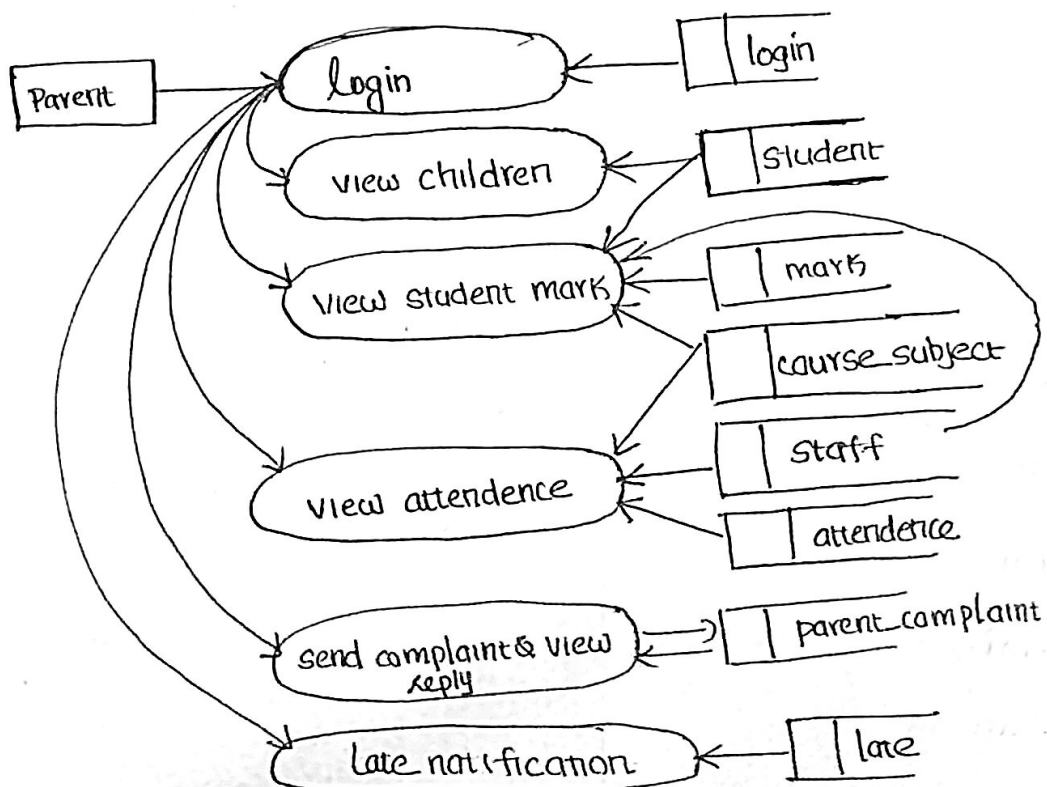 Parent
login
login
view children
student
view student mark
mark
course_subject
staff
view attendence
attendence
send complaint & view
reply
parent_complaint
late notification
late